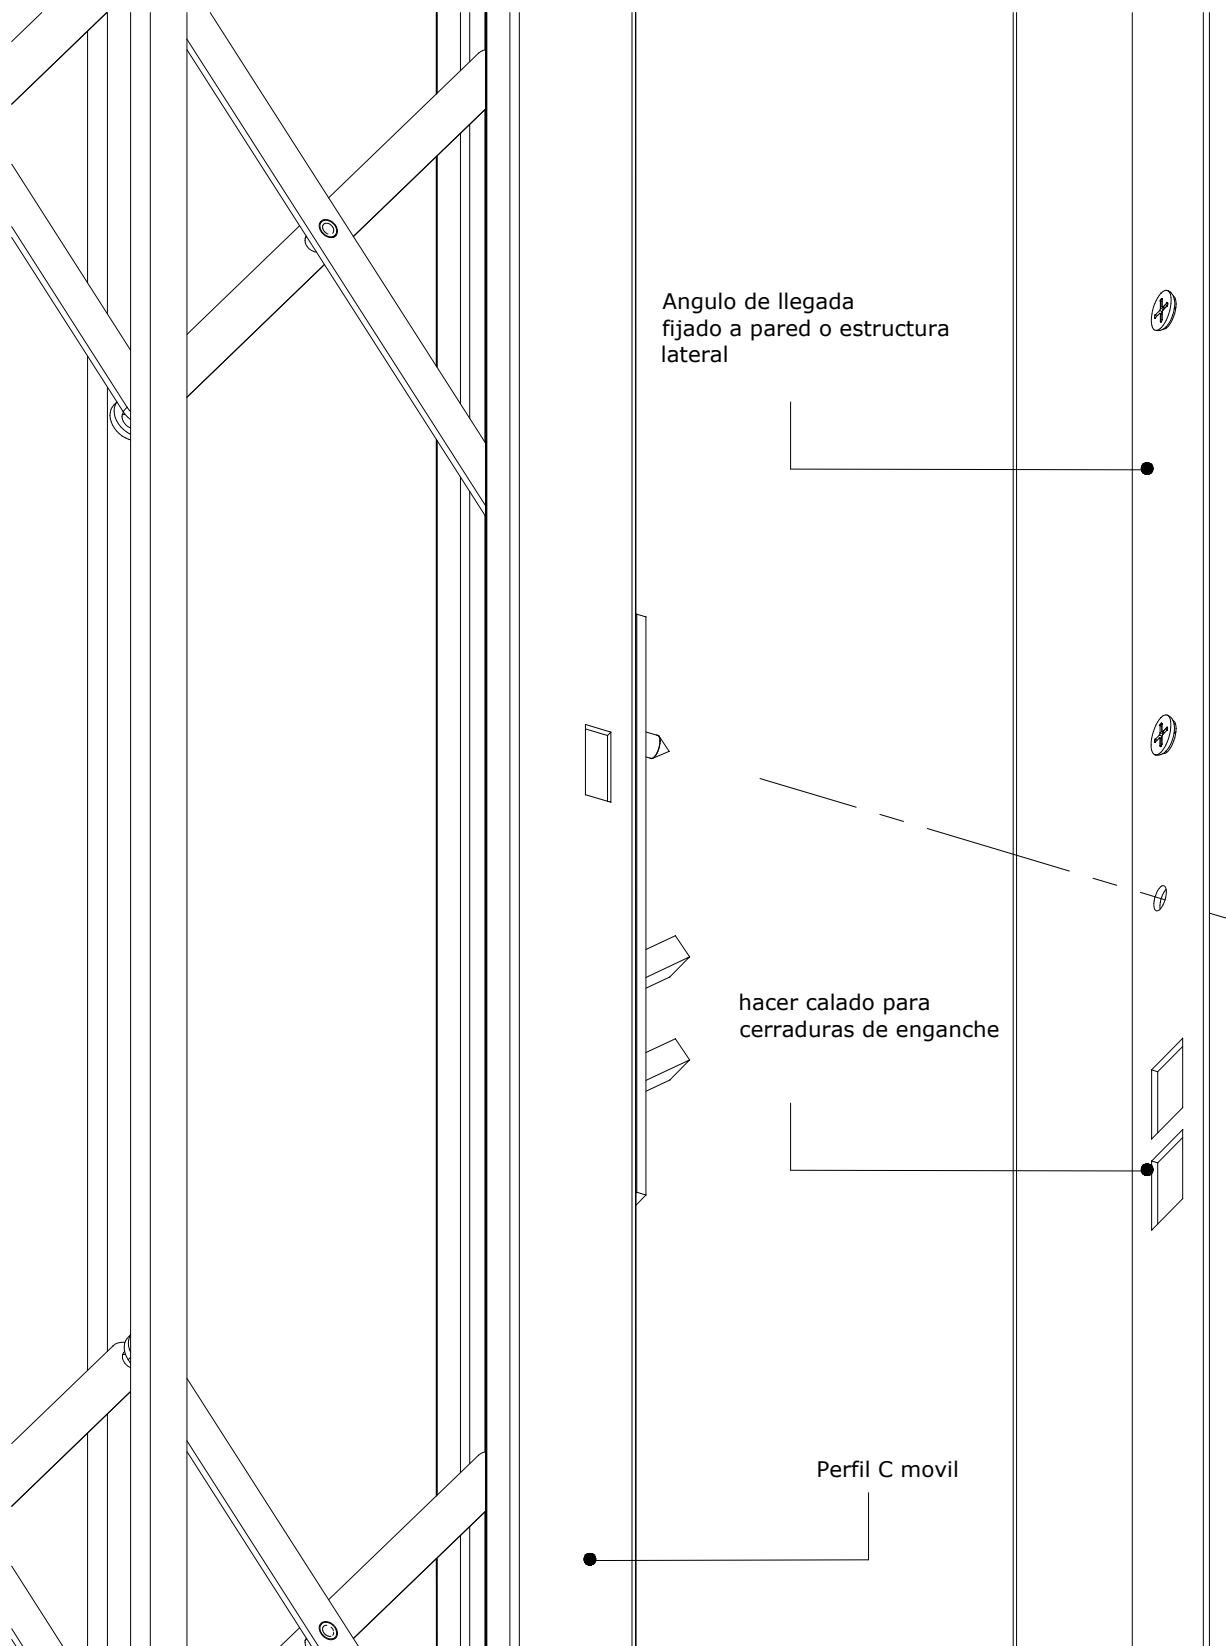 Angulo de llegada
fijado a pared o estructura
lateral
hacer calado para
cerraduras de enganche
Perfil C movil